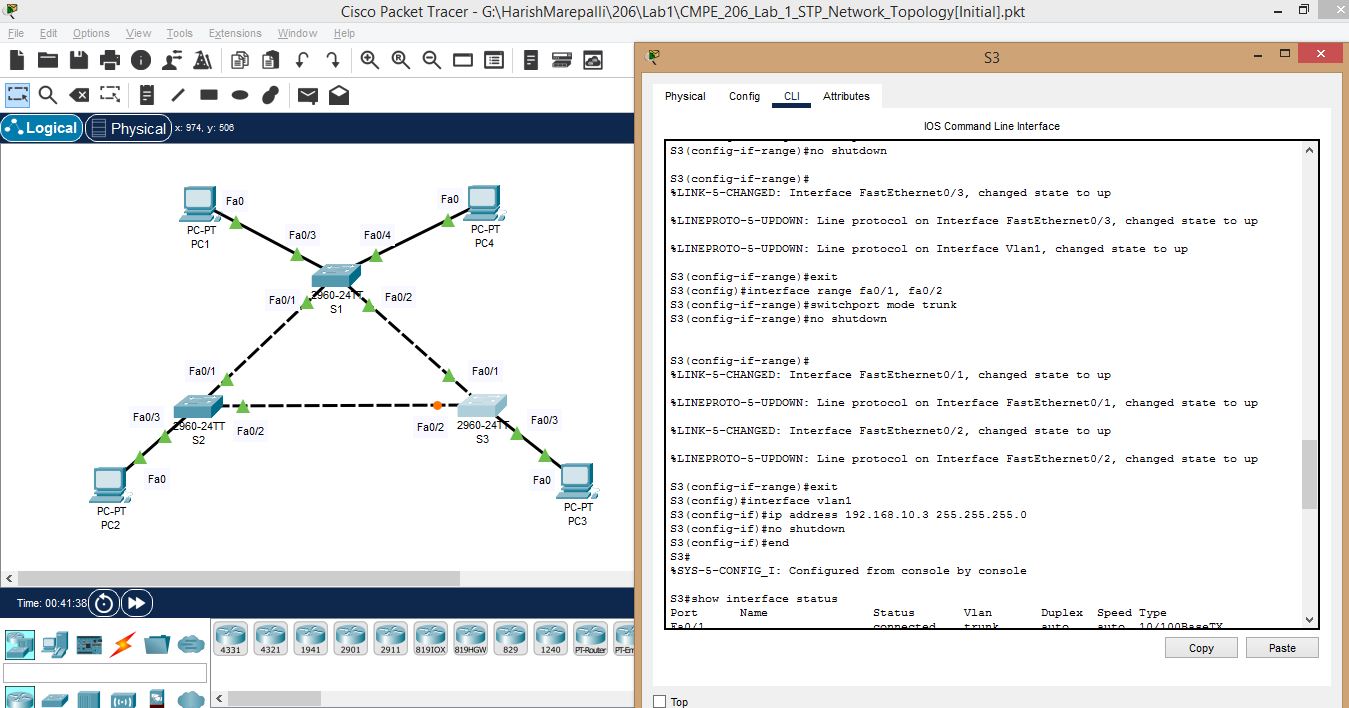 Cisco Packet Tracer - G:\HarishMarepalli\206\Lab1\CMPE_206_Lab_1_STP_Network_Topology[Initial].pkt
File Edit Options View Tools Extensions Window Help
Logical Physical x: 974, y: 506
Fa0
PC-PT
PC1
Fa0
PC-PT
PC4
Fa0/3
Fa0/4
Fa0/1
2960-24TT
S1
Fa0/2
Fa0/1
Fa0/1
Fa0/3
2960-24TT
S2
Fa0/2
Fa0/2
2960-24TT
S3
Fa0/3
Fa0
PC-PT
PC2
Fa0
PC-PT
PC3
Time: 00:41:38
4331 4321 1941 2901 2911 819IOX 819HGW 829 1240 PT-Router
S3
Physical Config CLI Attributes
IOS Command Line Interface
S3(config-if-range)#no shutdown
S3(config-if-range)#
%LINK-5-CHANGED: Interface FastEthernet0/3, changed state to up
%LINEPROTO-5-UPDOWN: Line protocol on Interface FastEthernet0/3, changed state to up
%LINEPROTO-5-UPDOWN: Line protocol on Interface Vlan1, changed state to up
S3(config-if-range)#exit
S3(config)#interface range fa0/1, fa0/2
S3(config-if-range)#switchport mode trunk
S3(config-if-range)#no shutdown
S3(config-if-range)#
%LINK-5-CHANGED: Interface FastEthernet0/1, changed state to up
%LINEPROTO-5-UPDOWN: Line protocol on Interface FastEthernet0/1, changed state to up
%LINK-5-CHANGED: Interface FastEthernet0/2, changed state to up
%LINEPROTO-5-UPDOWN: Line protocol on Interface FastEthernet0/2, changed state to up
S3(config-if-range)#exit
S3(config)#interface vlan1
S3(config-if)#ip address 192.168.10.3 255.255.255.0
S3(config-if)#no shutdown
S3(config-if)#end
S3#
%SYS-5-CONFIG_I: Configured from console by console
S3#show interface status
Port Name Status Vlan Duplex Speed Type
Fa0/1 connected trunk auto auto 10/100BaseTX
Copy Paste
Top